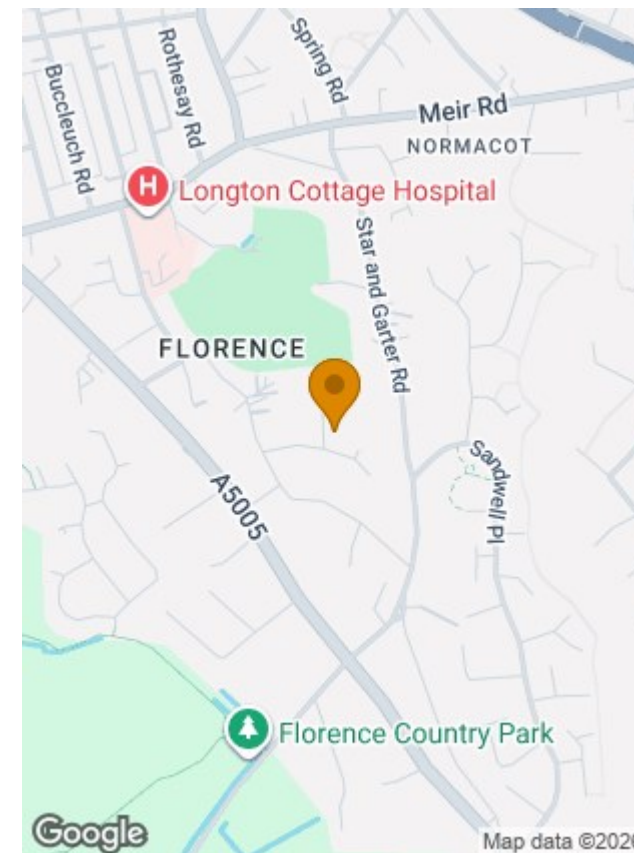 Spring Rd
Rothesay Rd
Buccleuch Rd
Meir Rd
NORMACOT
H
Longton Cottage Hospital
Star and Garter Rd
FLORENCE
Sandwell Pl
A5005
Florence Country Park
Google
Map data ©2026